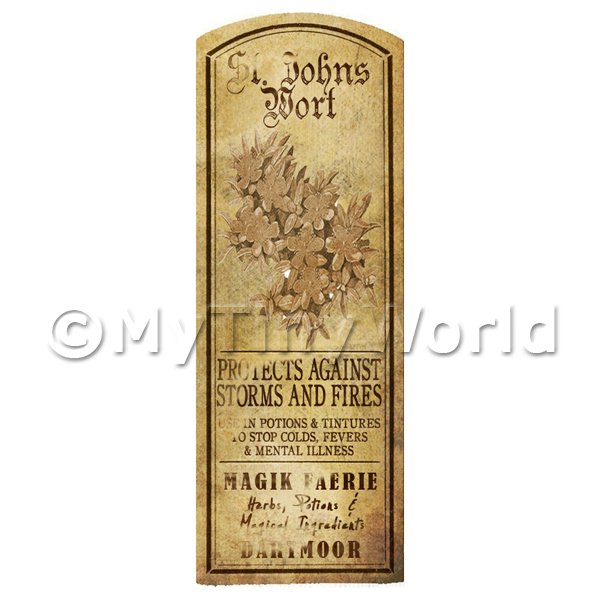 St. Johns
Wort
©MyTinyWorld
PROTECTS AGAINST
STORMS AND FIRES
USE IN POTIONS & TINTURES
TO STOP COLDS, FEVERS
& MENTAL ILLNESS
MAGIK FAERIE
Herbs, Potions &
Magical Ingredients
DARTMOOR